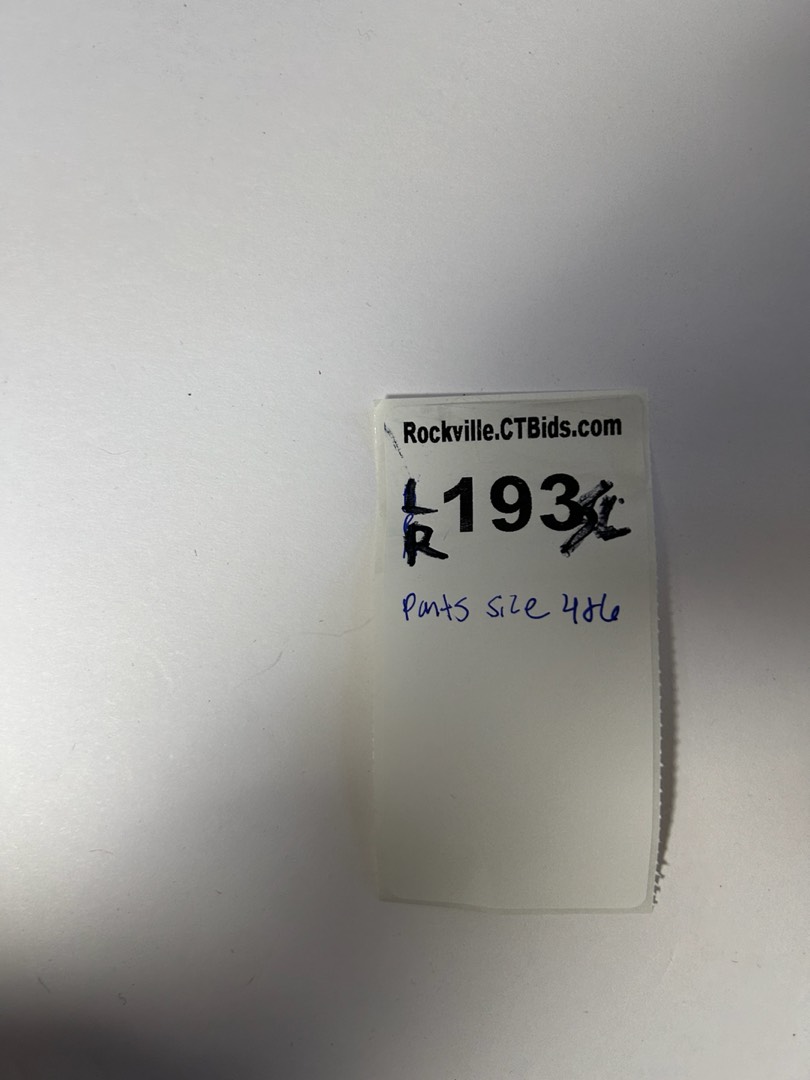 Rockville.CTBids.com
L 193
R
Pants size 4&6